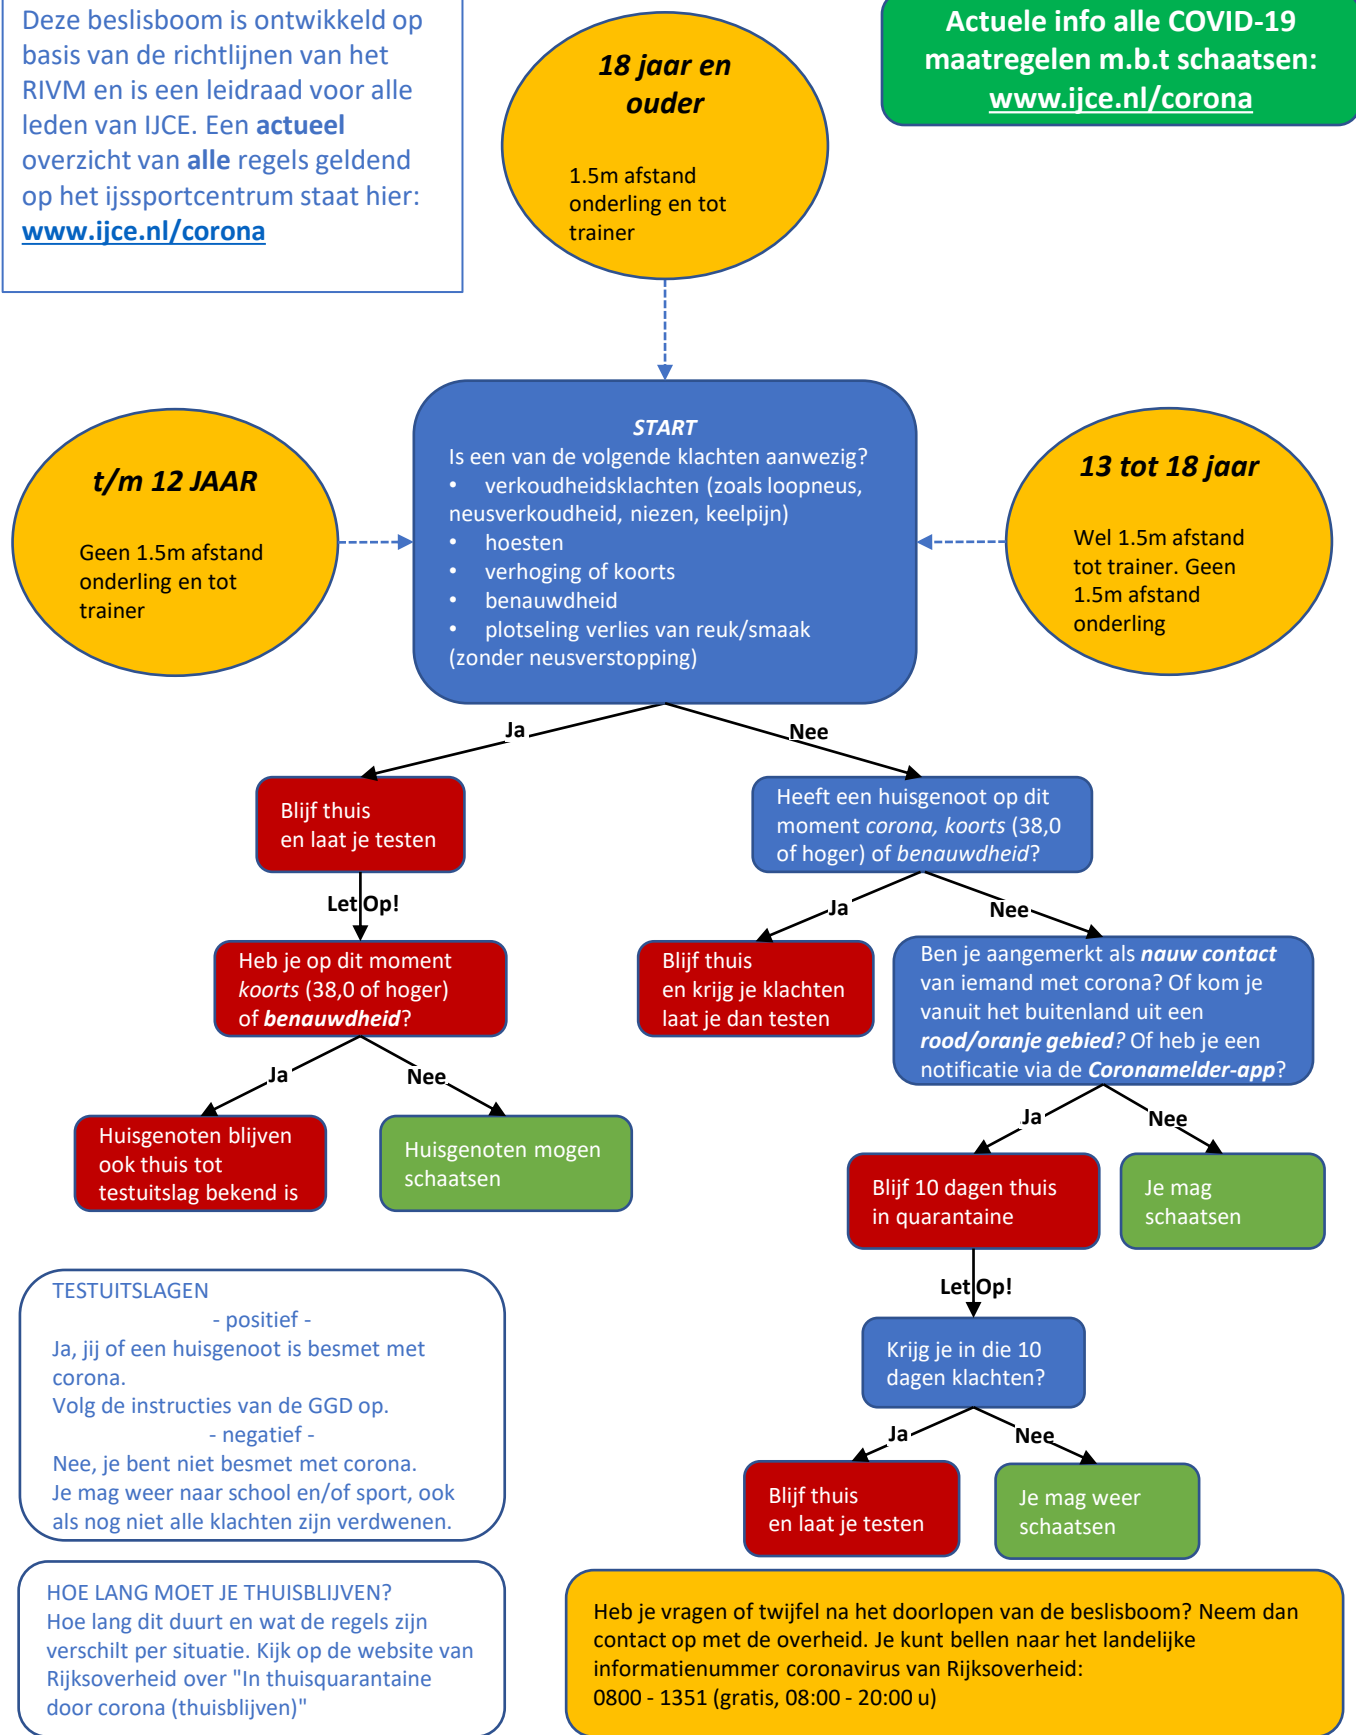 Deze beslisboom is ontwikkeld op
basis van de richtlijnen van het
RIVM en is een leidraad voor alle
leden van IJCE. Een actueel
overzicht van alle regels geldend
op het ijssportcentrum staat hier:
www.ijce.nl/corona
18 jaar en
ouder
1.5m afstand
onderling en tot
trainer
Actuele info alle COVID-19
maatregelen m.b.t schaatsen:
www.ijce.nl/corona
t/m 12 JAAR
Geen 1.5m afstand
onderling en tot
trainer
START
Is een van de volgende klachten aanwezig?
• verkoudheidsklachten (zoals loopneus,
neusverkoudheid, niezen, keelpijn)
• hoesten
• verhoging of koorts
• benauwdheid
• plotseling verlies van reuk/smaak
(zonder neusverstopping)
13 tot 18 jaar
Wel 1.5m afstand
tot trainer. Geen
1.5m afstand
onderling
Ja
Nee
Blijf thuis
en laat je testen
Heeft een huisgenoot op dit
moment corona, koorts (38,0
of hoger) of benauwdheid?
Let Op!
Ja
Nee
Heb je op dit moment
koorts (38,0 of hoger)
of benauwdheid?
Blijf thuis
en krijg je klachten
laat je dan testen
Ben je aangemerkt als nauw contact
van iemand met corona? Of kom je
vanuit het buitenland uit een
rood/oranje gebied? Of heb je een
notificatie via de Coronamelder-app?
Ja
Nee
Ja
Nee
Huisgenoten blijven
ook thuis tot
testuitslag bekend is
Huisgenoten mogen
schaatsen
Blijf 10 dagen thuis
in quarantaine
Je mag
schaatsen
Let Op!
TESTUITSLAGEN
- positief -
Ja, jij of een huisgenoot is besmet met
corona.
Volg de instructies van de GGD op.
- negatief -
Nee, je bent niet besmet met corona.
Je mag weer naar school en/of sport, ook
als nog niet alle klachten zijn verdwenen.
Krijg je in die 10
dagen klachten?
Ja
Nee
Blijf thuis
en laat je testen
Je mag weer
schaatsen
HOE LANG MOET JE THUISBLIJVEN?
Hoe lang dit duurt en wat de regels zijn
verschilt per situatie. Kijk op de website van
Rijksoverheid over "In thuisquarantaine
door corona (thuisblijven)"
Heb je vragen of twijfel na het doorlopen van de beslisboom? Neem dan
contact op met de overheid. Je kunt bellen naar het landelijke
informatienummer coronavirus van Rijksoverheid:
0800 - 1351 (gratis, 08:00 - 20:00 u)